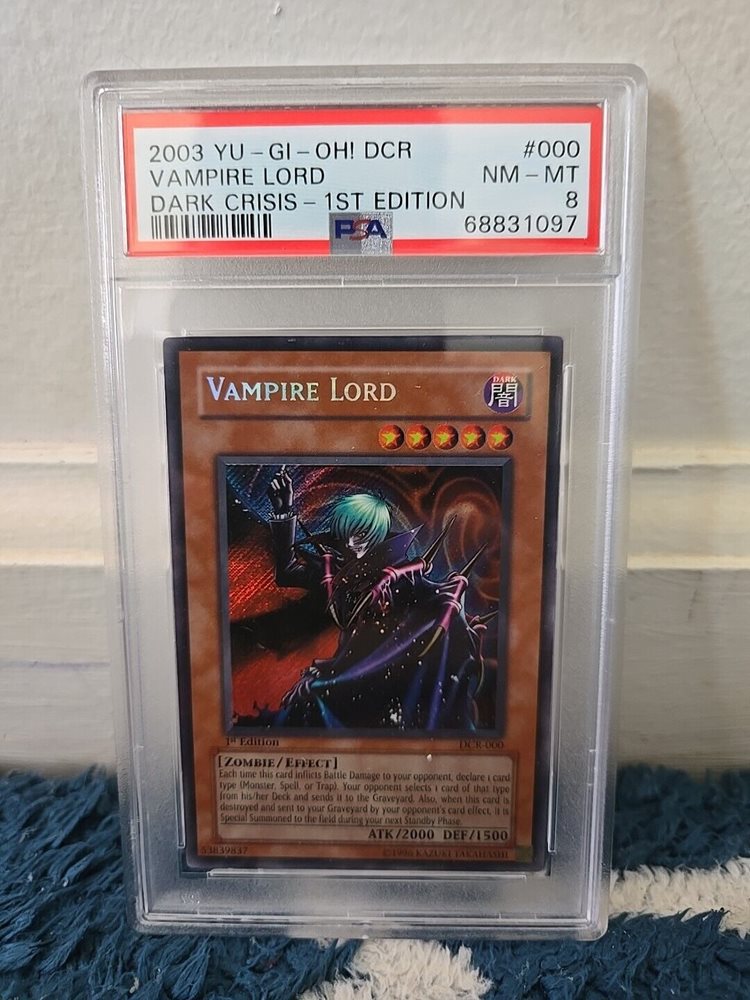 2003 YU-GI-OH! DCR #000
VAMPIRE LORD NM-MT
DARK CRISIS-1ST EDITION 8
PSA 68831097
VAMPIRE LORD
DARK
闇
1st Edition DCR-000
[ZOMBIE/EFFECT]
Each time this card inflicts Battle Damage to your opponent, declare 1 card
type (Monster, Spell, or Trap). Your opponent selects 1 card of that type
from his/her Deck and sends it to the Graveyard. Also, when this card is
destroyed and sent to your Graveyard by your opponent's card effect, it is
Special Summoned to the field during your next Standby Phase.
ATK/2000 DEF/1500
53839837 ©1996 KAZUKI TAKAHASHI